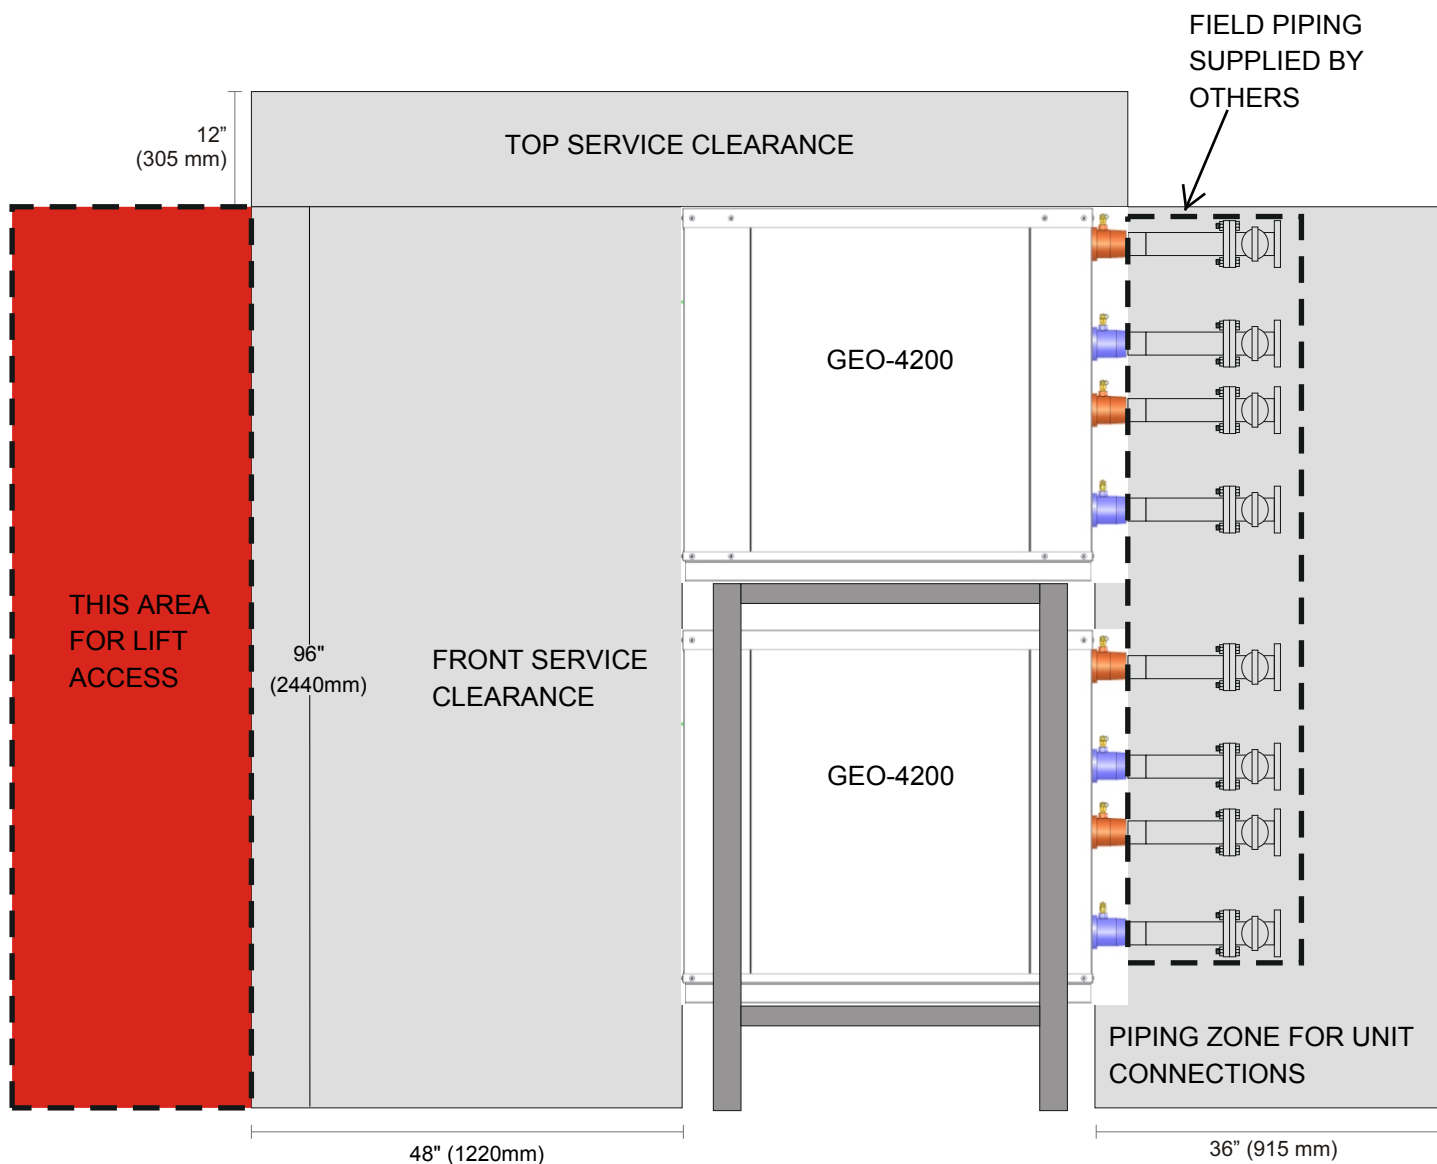 FIELD PIPING
SUPPLIED BY
OTHERS
12”
(305 mm)
TOP SERVICE CLEARANCE
GEO-4200
THIS AREA
FOR LIFT
ACCESS
96"
(2440mm)
FRONT SERVICE
CLEARANCE
GEO-4200
PIPING ZONE FOR UNIT
CONNECTIONS
48" (1220mm)
36” (915 mm)